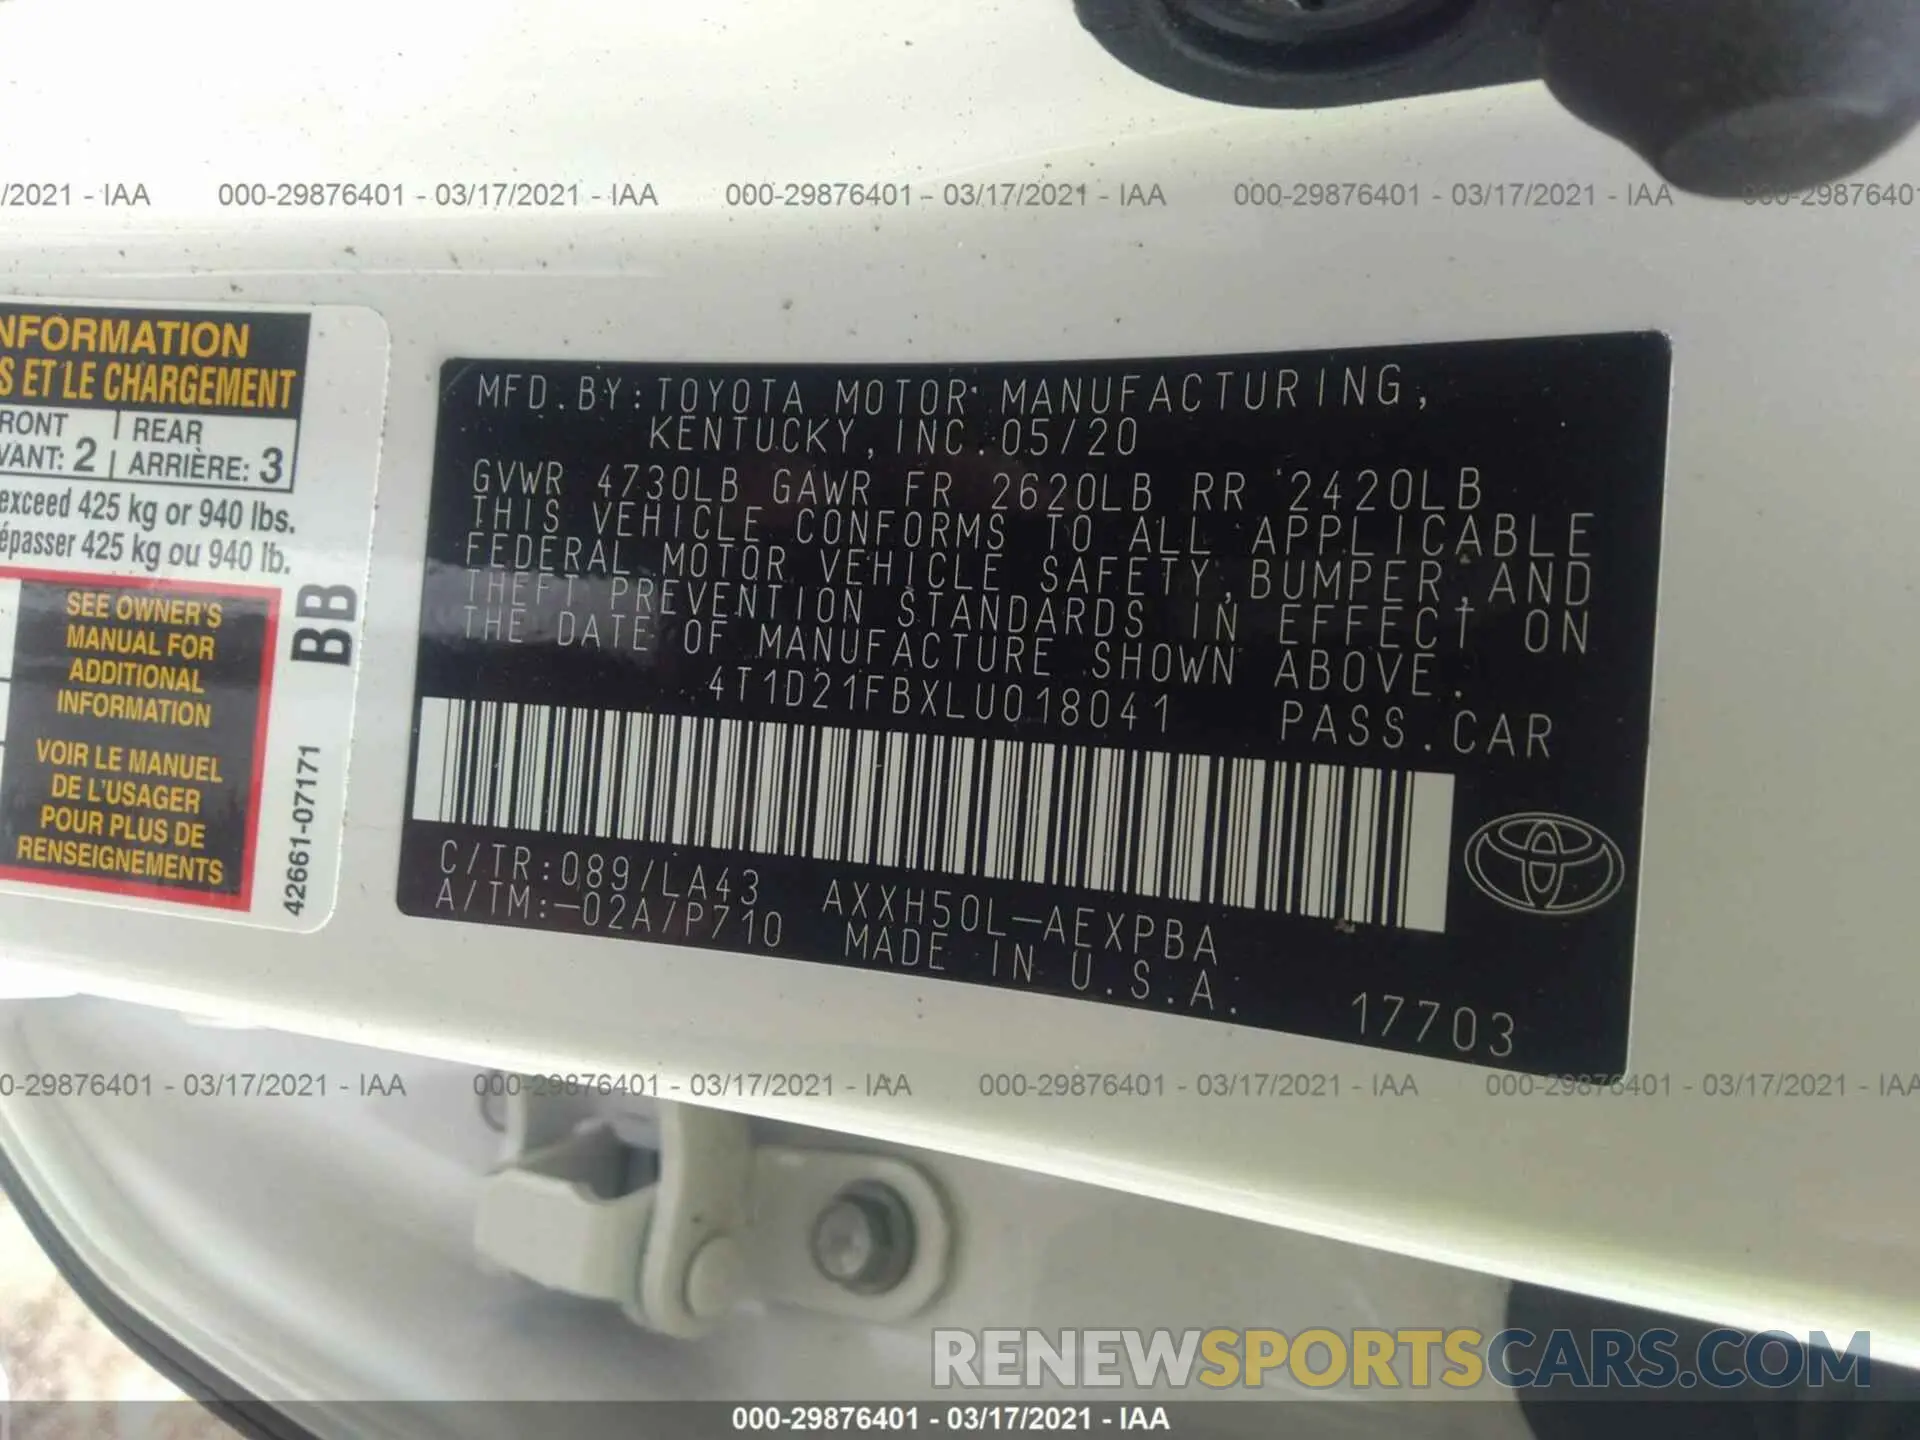 /2021 - IAA 000-29876401 - 03/17/2021 - IAA 000-29876401 - 03/17/2021 - IAA 000-29876401 - 03/17/2021 - IAA 000-2987640
NFORMATION
S ET LE CHARGEMENT
RONT REAR
VANT: 2 ARRIÈRE: 3
exceed 425 kg or 940 lbs.
épasser 425 kg ou 940 lb.
SEE OWNER'S
MANUAL FOR
ADDITIONAL
INFORMATION
VOIR LE MANUEL
DE L'USAGER
POUR PLUS DE
RENSEIGNEMENTS
BB
42661-07171
MFD.BY:TOYOTA MOTOR MANUFACTURING,
KENTUCKY, INC.05/20
GVWR 4730LB GAWR FR 2620LB RR 2420LB
THIS VEHICLE CONFORMS TO ALL APPLICABLE
FEDERAL MOTOR VEHICLE SAFETY, BUMPER, AND
THEFT PREVENTION STANDARDS IN EFFECT ON
THE DATE OF MANUFACTURE SHOWN ABOVE.
4T1D21FBXLU018041 PASS.CAR
C/TR:089/LA43 AXXH50L-AEXPBA
A/TM:-02A/P710 MADE IN U.S.A.
17703
0-29876401 - 03/17/2021 - IAA 000-29876401 - 03/17/2021 - IAA 000-29876401 - 03/17/2021 - IAA 000-29876401 - 03/17/2021 - IAA
RENEWSPORTSCARS.COM
000-29876401 - 03/17/2021 - IAA